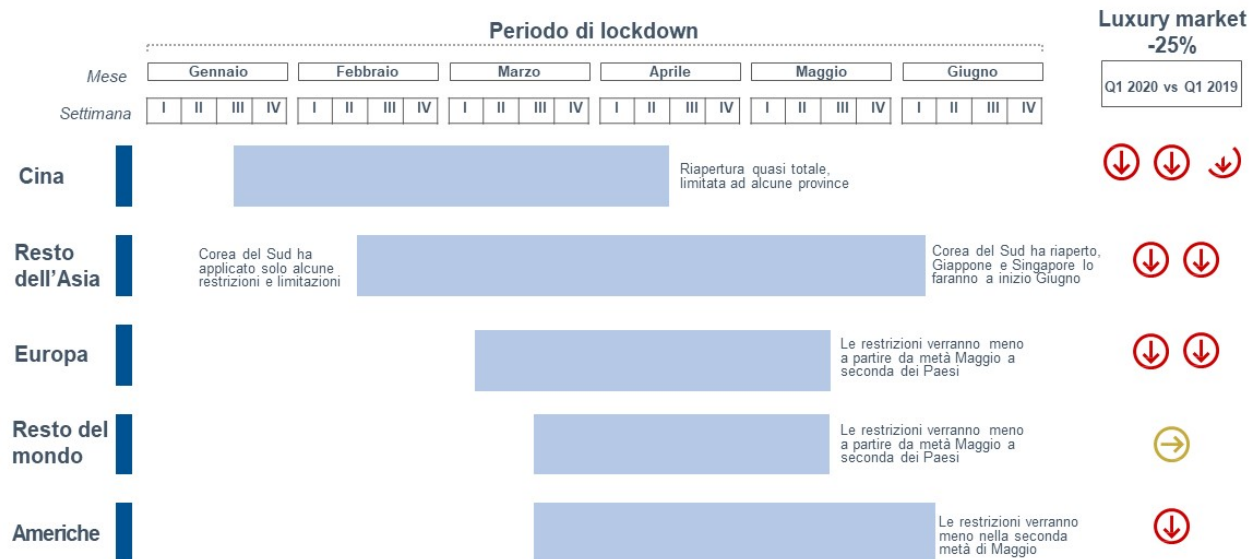 Periodo di lockdown
Luxury market
-25%
Mese
Gennaio
Febbraio
Marzo
Aprile
Maggio
Giugno
Q1 2020 vs Q1 2019
Settimana
I II III IV I II III IV I II III IV I II III IV I II III IV I II III IV
Cina
Riapertura quasi totale,
limitata ad alcune province
Resto
dell'Asia
Corea del Sud ha
applicato solo alcune
restrizioni e limitazioni
Corea del Sud ha riaperto,
Giappone e Singapore lo
faranno a inizio Giugno
Europa
Le restrizioni verranno meno
a partire da metà Maggio a
seconda dei Paesi
Resto del
mondo
Le restrizioni verranno meno
a partire da metà Maggio a
seconda dei Paesi
Americhe
Le restrizioni verranno
meno nella seconda
metà di Maggio